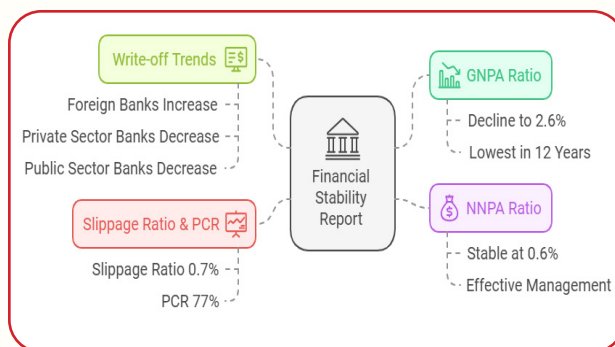 Write-off Trends
Foreign Banks Increase
Private Sector Banks Decrease
Public Sector Banks Decrease
Slippage Ratio & PCR
Slippage Ratio 0.7%
PCR 77%
Financial
Stability
Report
GNPA Ratio
Decline to 2.6%
Lowest in 12 Years
NNPA Ratio
Stable at 0.6%
Effective Management